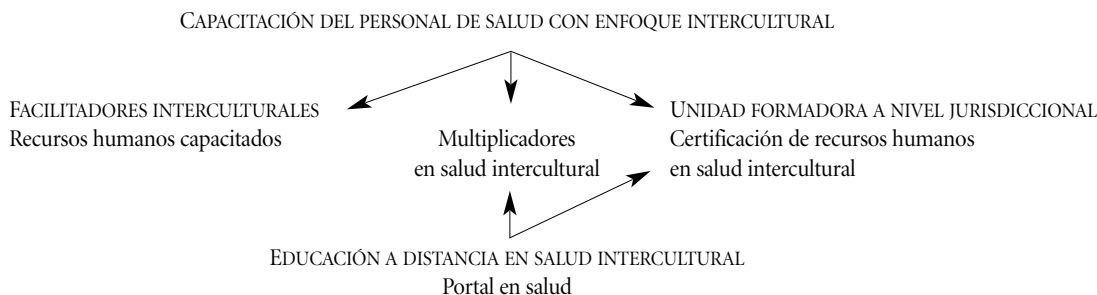 CAPACITACIÓN DEL PERSONAL DE SALUD CON ENFOQUE INTERCULTURAL
FACILITADORES INTERCULTURALES
Recursos humanos capacitados
Multiplicadores
en salud intercultural
UNIDAD FORMADORA A NIVEL JURISDICCIONAL
Certificación de recursos humanos
en salud intercultural
EDUCACIÓN A DISTANCIA EN SALUD INTERCULTURAL
Portal en salud